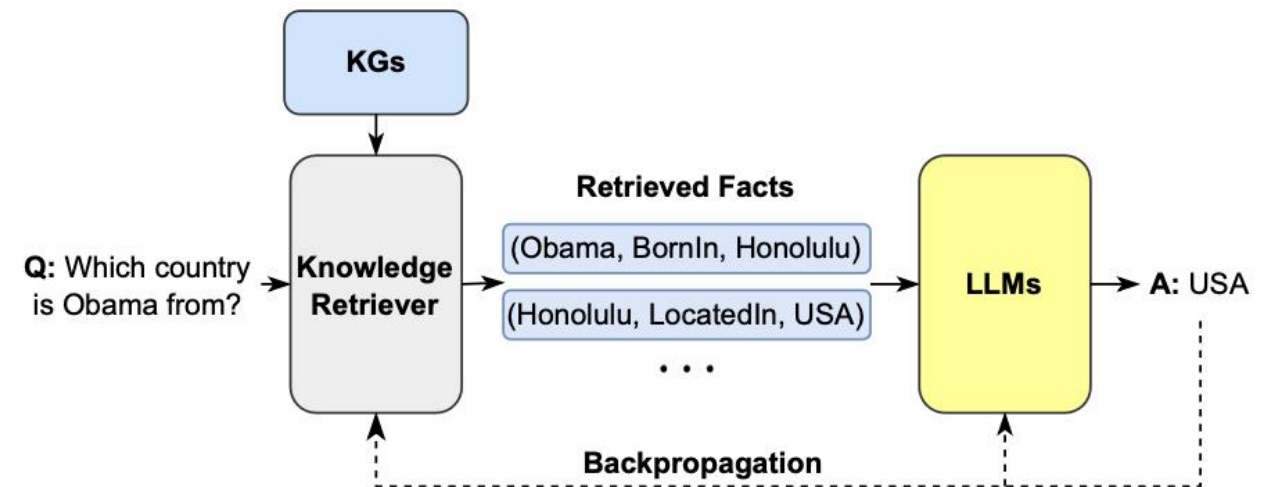 KGs
Q: Which country
is Obama from?
Knowledge
Retriever
Retrieved Facts
(Obama, BornIn, Honolulu)
(Honolulu, LocatedIn, USA)
• • •
LLMs
A: USA
Backpropagation